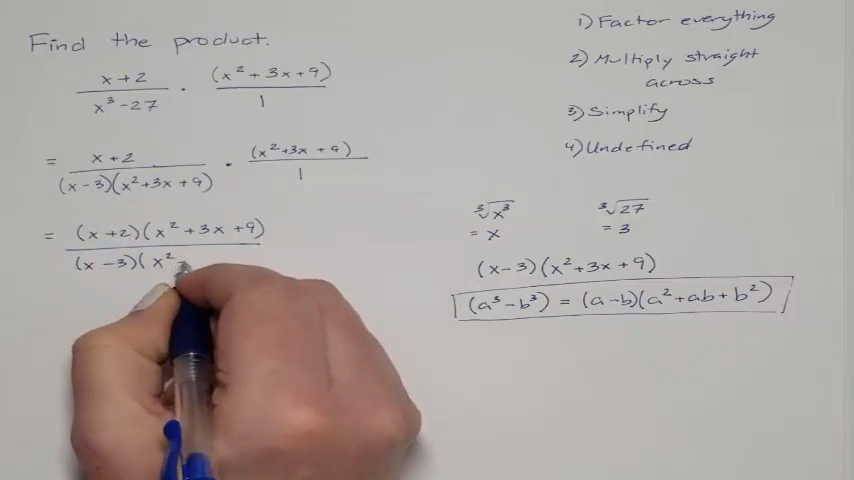 Find the product.
x+2 / x³-27 · (x²+3x+9) / 1
= x+2 / (x-3)(x²+3x+9) · (x²+3x+9) / 1
= (x+2)(x²+3x+9) / (x-3)(x²
1) Factor everything
2) Multiply straight
across
3) Simplify
4) Undefined
∛x³ ∛27
= x = 3
(x-3)(x²+3x+9)
(a³-b³) = (a-b)(a²+ab+b²)